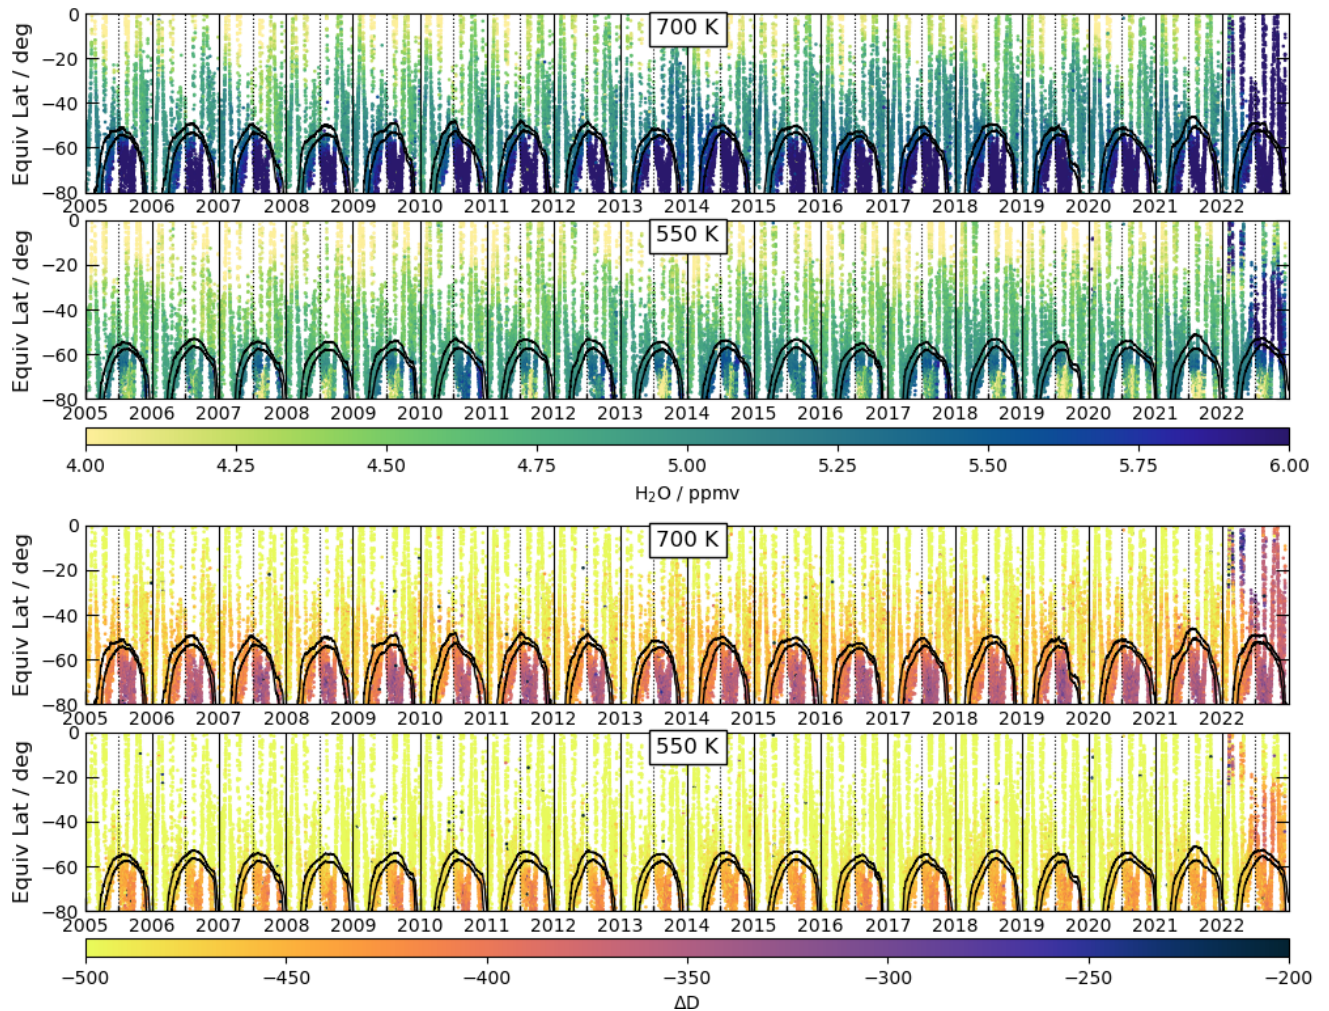 700 K
Equiv Lat / deg
0
−20
−40
−60
−80
2005 2006 2007 2008 2009 2010 2011 2012 2013 2014 2015 2016 2017 2018 2019 2020 2021 2022
550 K
Equiv Lat / deg
0
−20
−40
−60
−80
2005 2006 2007 2008 2009 2010 2011 2012 2013 2014 2015 2016 2017 2018 2019 2020 2021 2022
4.00 4.25 4.50 4.75 5.00 5.25 5.50 5.75 6.00
H₂O / ppmv
700 K
Equiv Lat / deg
0
−20
−40
−60
−80
2005 2006 2007 2008 2009 2010 2011 2012 2013 2014 2015 2016 2017 2018 2019 2020 2021 2022
550 K
Equiv Lat / deg
0
−20
−40
−60
−80
2005 2006 2007 2008 2009 2010 2011 2012 2013 2014 2015 2016 2017 2018 2019 2020 2021 2022
−500 −450 −400 −350 −300 −250 −200
ΔD